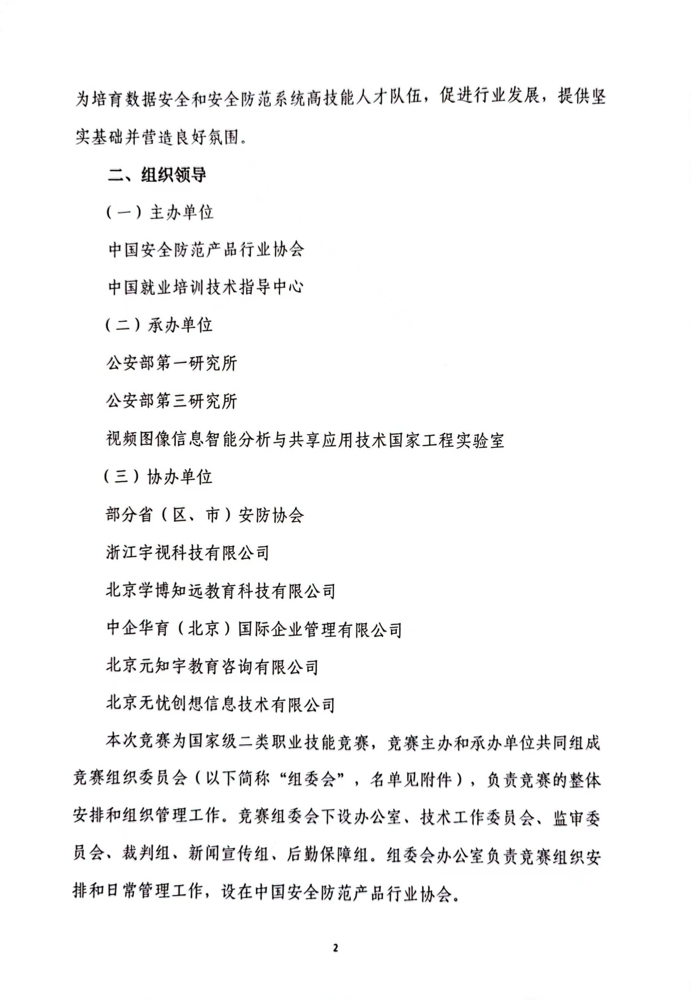 为培育数据安全和安全防范系统高技能人才队伍，促进行业发展，提供坚
实基础并营造良好氛围。
二、组织领导
（一）主办单位
中国安全防范产品行业协会
中国就业培训技术指导中心
（二）承办单位
公安部第一研究所
公安部第三研究所
视频图像信息智能分析与共享应用技术国家工程实验室
（三）协办单位
部分省（区、市）安防协会
浙江宇视科技有限公司
北京学博知远教育科技有限公司
中企华育（北京）国际企业管理有限公司
北京元知宇教育咨询有限公司
北京无忧创想信息技术有限公司
本次竞赛为国家级二类职业技能竞赛，竞赛主办和承办单位共同组成
竞赛组织委员会（以下简称“组委会”，名单见附件），负责竞赛的整体
安排和组织管理工作。竞赛组委会下设办公室、技术工作委员会、监审委
员会、裁判组、新闻宣传组、后勤保障组。组委会办公室负责竞赛组织安
排和日常管理工作，设在中国安全防范产品行业协会。
2